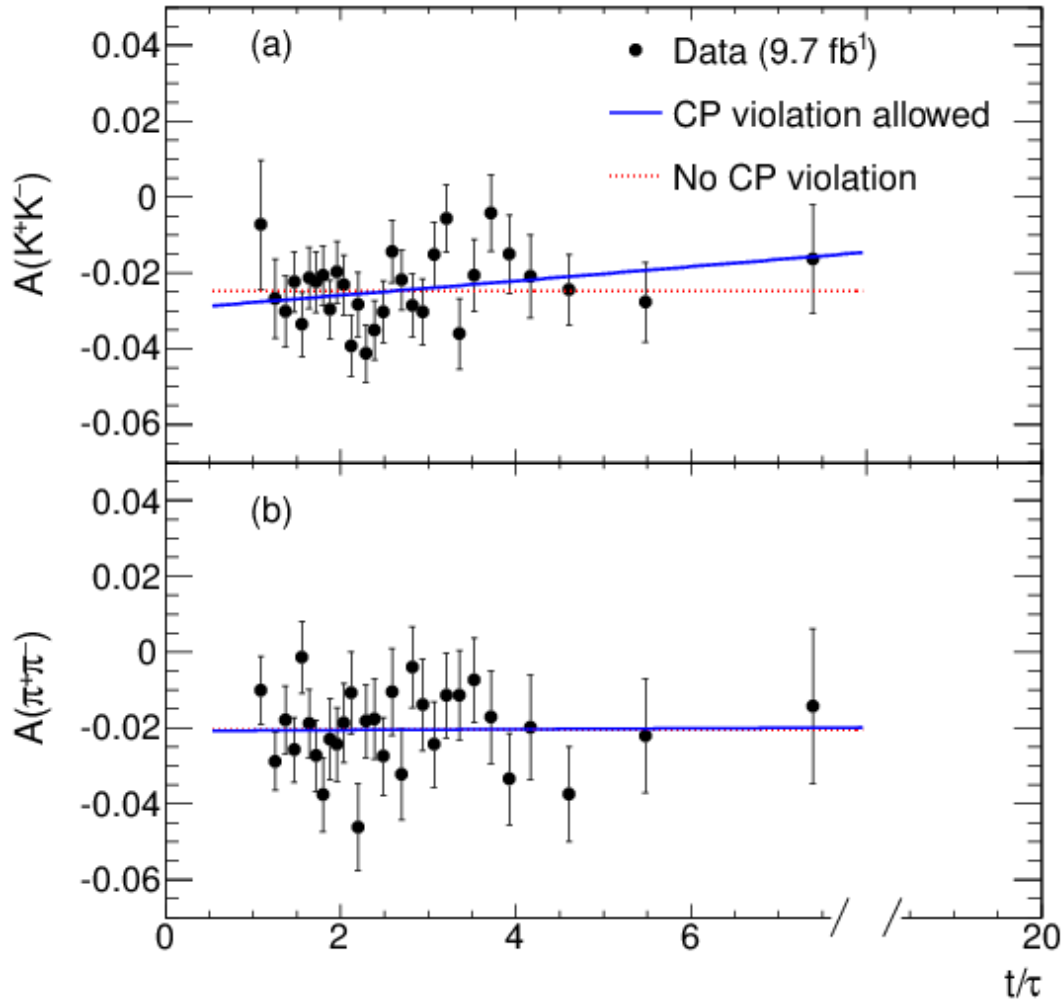 0.04
0.02
0
-0.02
-0.04
-0.06
A(K⁺K⁻)
(a)
Data (9.7 fb⁻¹)
CP violation allowed
No CP violation
0.04
0.02
0
-0.02
-0.04
-0.06
A(π⁺π⁻)
(b)
0 2 4 6 20
t/τ